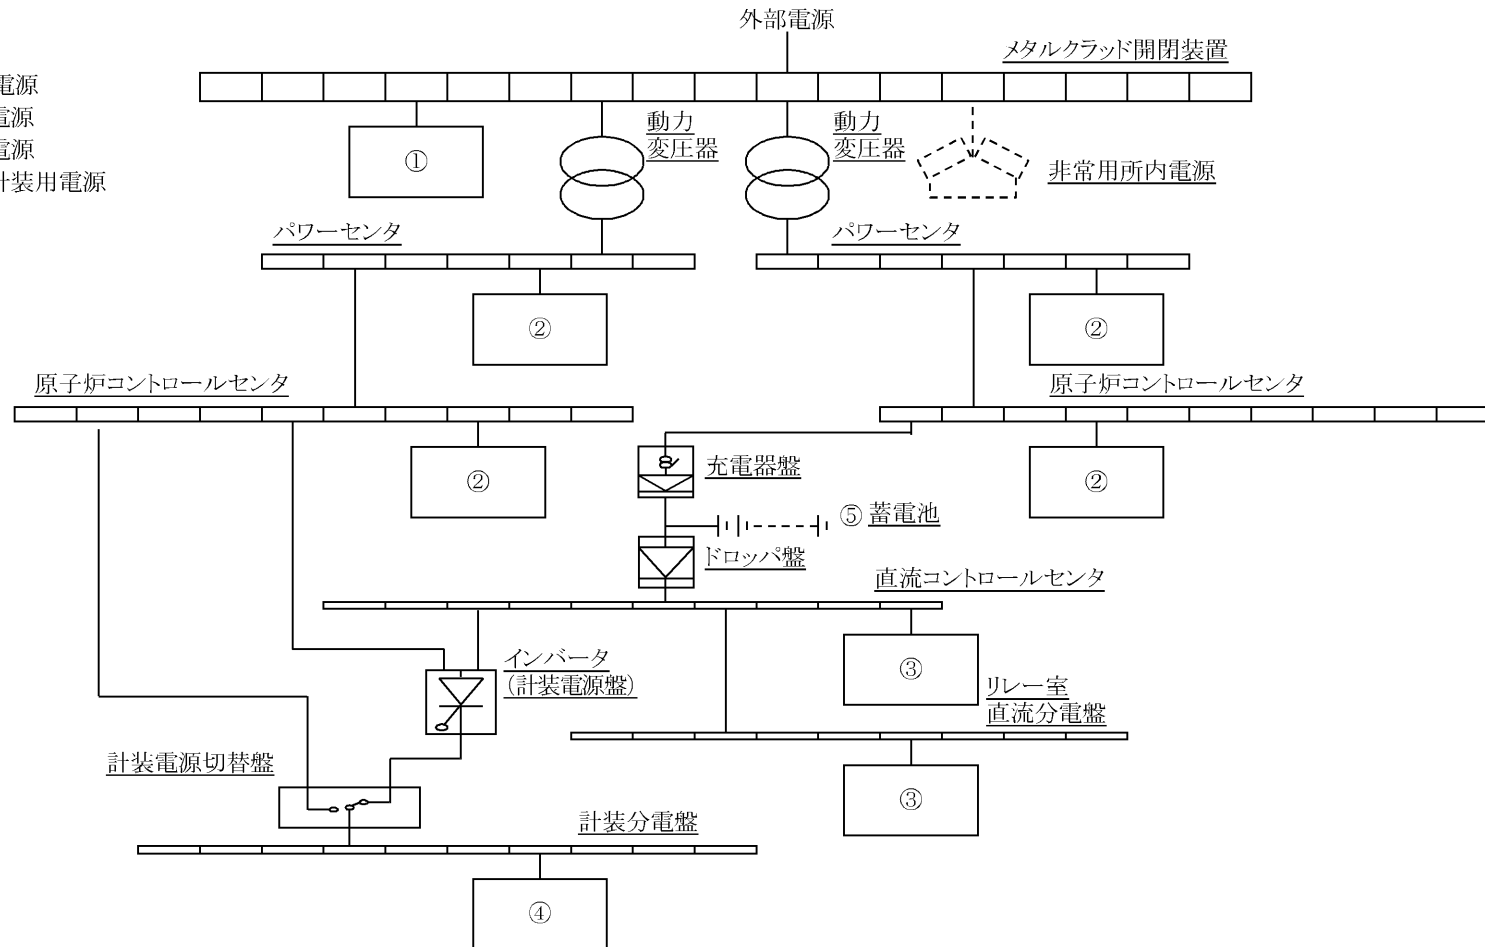 外部電源
メタルクラッド開閉装置
電源
電源
電源
計装用電源
動力
変圧器
動力
変圧器
①
非常用所内電源
パワーセンタ
パワーセンタ
②
②
原子炉コントロールセンタ
原子炉コントロールセンタ
②
充電器盤
②
⑤ 蓄電池
ドロッパ盤
直流コントロールセンタ
インバータ
(計装電源盤)
③
リレー室
直流分電盤
計装電源切替盤
③
計装分電盤
④